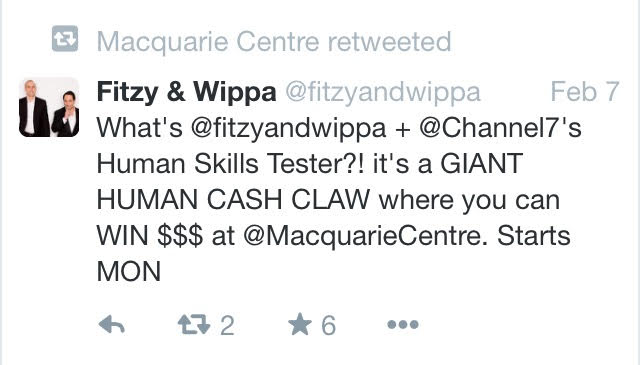 Macquarie Centre retweeted
Fitzy & Wippa @fitzyandwippa Feb 7
What's @fitzyandwippa + @Channel7's
Human Skills Tester?! it's a GIANT
HUMAN CASH CLAW where you can
WIN $$$ at @MacquarieCentre. Starts
MON
2 6